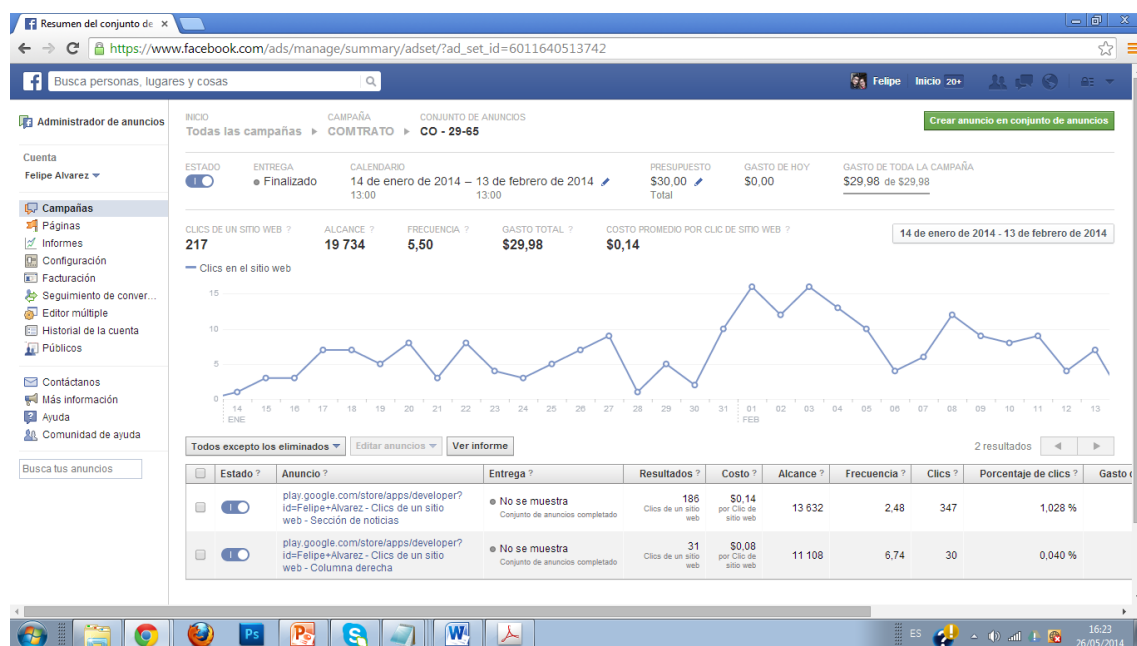 Resumen del conjunto de
https://www.facebook.com/ads/manage/summary/adset/?ad_set_id=6011640513742
Busca personas, lugares y cosas
Felipe Inicio 20+
Administrador de anuncios
Cuenta
Felipe Alvarez
Campañas
Páginas
Informes
Configuración
Facturación
Seguimiento de conver...
Editor múltiple
Historial de la cuenta
Públicos
Contáctanos
Más información
Ayuda
Comunidad de ayuda
Busca tus anuncios
INICIO CAMPAÑA CONJUNTO DE ANUNCIOS
Todas las campañas COMTRATO CO - 29-65
Crear anuncio en conjunto de anuncios
ESTADO ENTREGA CALENDARIO PRESUPUESTO GASTO DE HOY GASTO DE TODA LA CAMPAÑA
Finalizado 14 de enero de 2014 – 13 de febrero de 2014 $30,00 $0,00 $29,98 de $29,98
13:00 13:00 Total
CLICS DE UN SITIO WEB ? ALCANCE ? FRECUENCIA ? GASTO TOTAL ? COSTO PROMEDIO POR CLIC DE SITIO WEB ?
217 19 734 5,50 $29,98 $0,14
14 de enero de 2014 - 13 de febrero de 2014
Clics en el sitio web
15
10
5
0
14 15 16 17 18 19 20 21 22 23 24 25 26 27 28 29 30 31 01 02 03 04 05 06 07 08 09 10 11 12 13
ENE FEB
Todos excepto los eliminados Editar anuncios Ver informe 2 resultados
Estado ? Anuncio ? Entrega ? Resultados ? Costo ? Alcance ? Frecuencia ? Clics ? Porcentaje de clics ? Gasto
play.google.com/store/apps/developer?
id=Felipe+Alvarez - Clics de un sitio
web - Sección de noticias
No se muestra
Conjunto de anuncios completado
186
Clics de un sitio
web
$0,14
por Clic de
sitio web
13 632 2,48 347 1,028 %
play.google.com/store/apps/developer?
id=Felipe+Alvarez - Clics de un sitio
web - Columna derecha
No se muestra
Conjunto de anuncios completado
31
Clics de un sitio
web
$0,08
por Clic de
sitio web
11 108 6,74 30 0,040 %
Ps
ES
16:23
26/05/2014